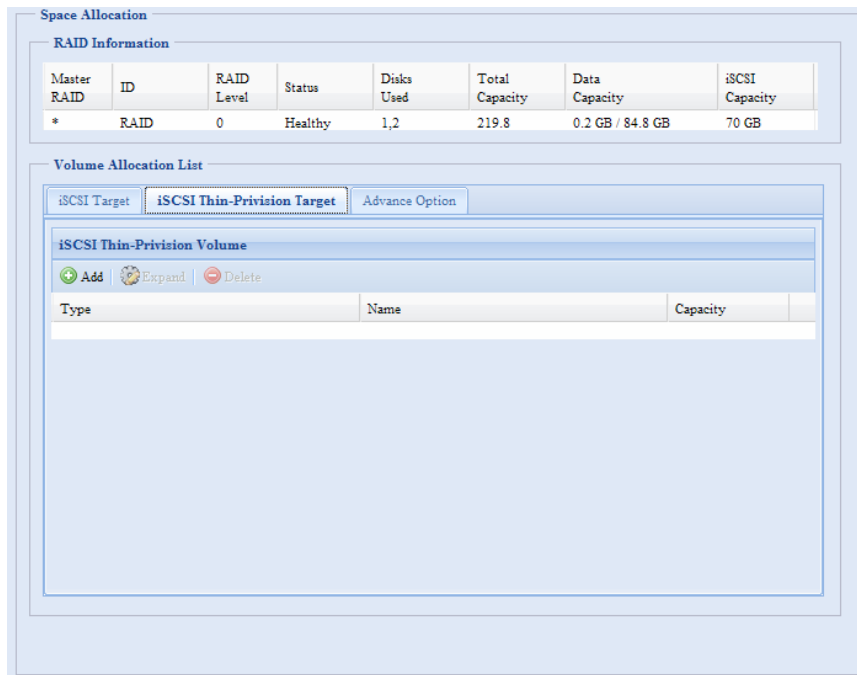 Space Allocation
RAID Information
Master RAID ID RAID Level Status Disks Used Total Capacity Data Capacity iSCSI Capacity
* RAID 0 Healthy 1,2 219.8 0.2 GB / 84.8 GB 70 GB
Volume Allocation List
iSCSI Target iSCSI Thin-Privision Target Advance Option
iSCSI Thin-Privision Volume
Add Expand Delete
Type Name Capacity